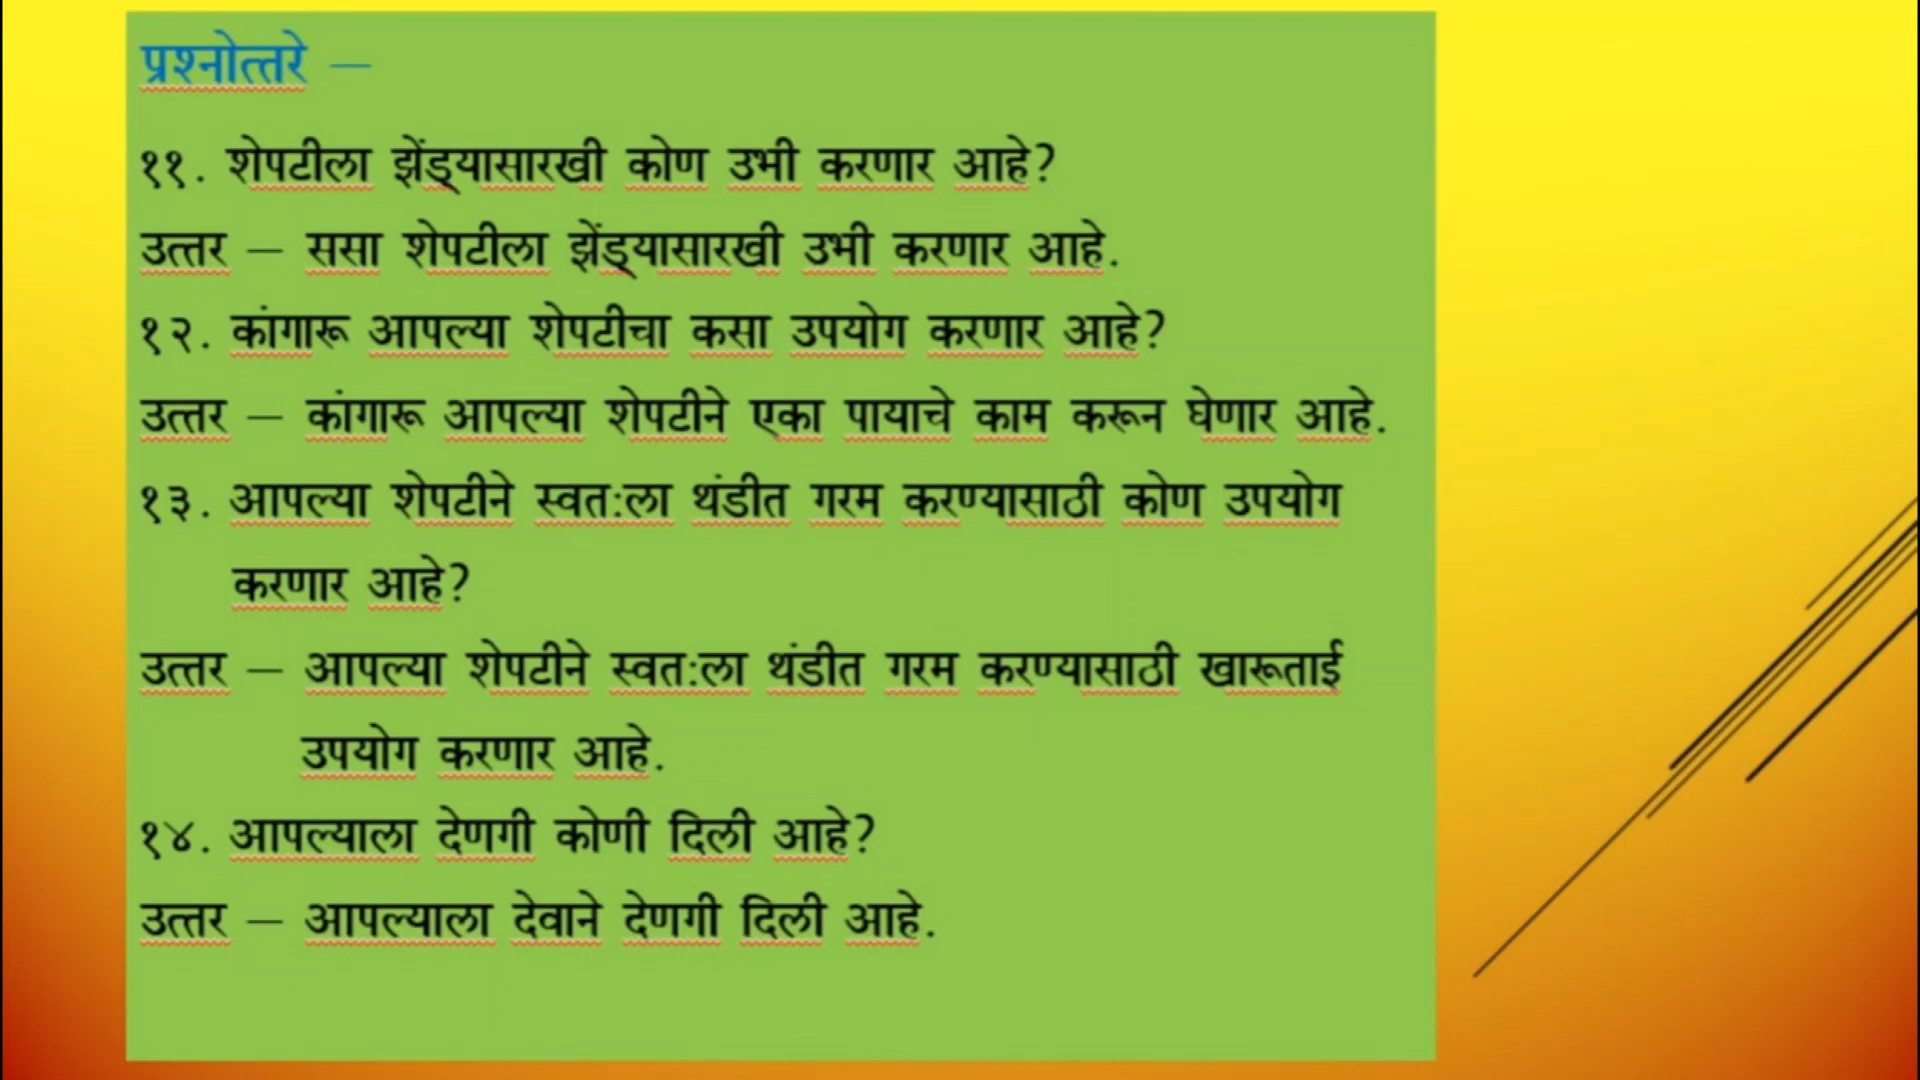 प्रश्नोत्तरे –
११. शेपटीला झेंड्यासारखी कोण उभी करणार आहे?
उत्तर – ससा शेपटीला झेंड्यासारखी उभी करणार आहे.
१२. कांगारू आपल्या शेपटीचा कसा उपयोग करणार आहे?
उत्तर – कांगारू आपल्या शेपटीने एका पायाचे काम करून घेणार आहे.
१३. आपल्या शेपटीने स्वत:ला थंडीत गरम करण्यासाठी कोण उपयोग
करणार आहे?
उत्तर – आपल्या शेपटीने स्वत:ला थंडीत गरम करण्यासाठी खारूताई
उपयोग करणार आहे.
१४. आपल्याला देणगी कोणी दिली आहे?
उत्तर – आपल्याला देवाने देणगी दिली आहे.